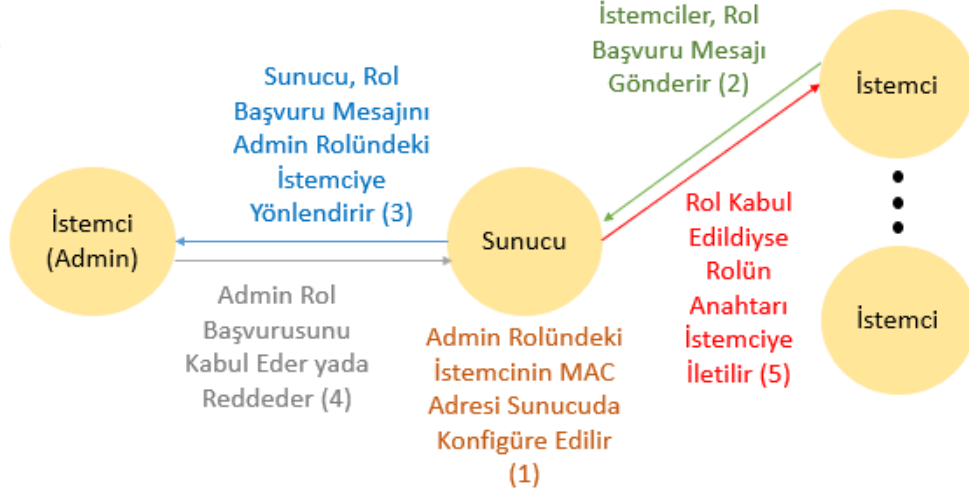 İstemciler, Rol
Başvuru Mesajı
Gönderir (2)
İstemci
Sunucu, Rol
Başvuru Mesajını
Admin Rolündeki
İstemciye
Yönlendirir (3)
İstemci
(Admin)
Sunucu
Rol Kabul
Edildiyse
Rolün
Anahtarı
İstemciye
İletilir (5)
İstemci
Admin Rol
Başvurusunu
Kabul Eder yada
Reddeder (4)
Admin Rolündeki
İstemcinin MAC
Adresi Sunucuda
Konfigüre Edilir
(1)